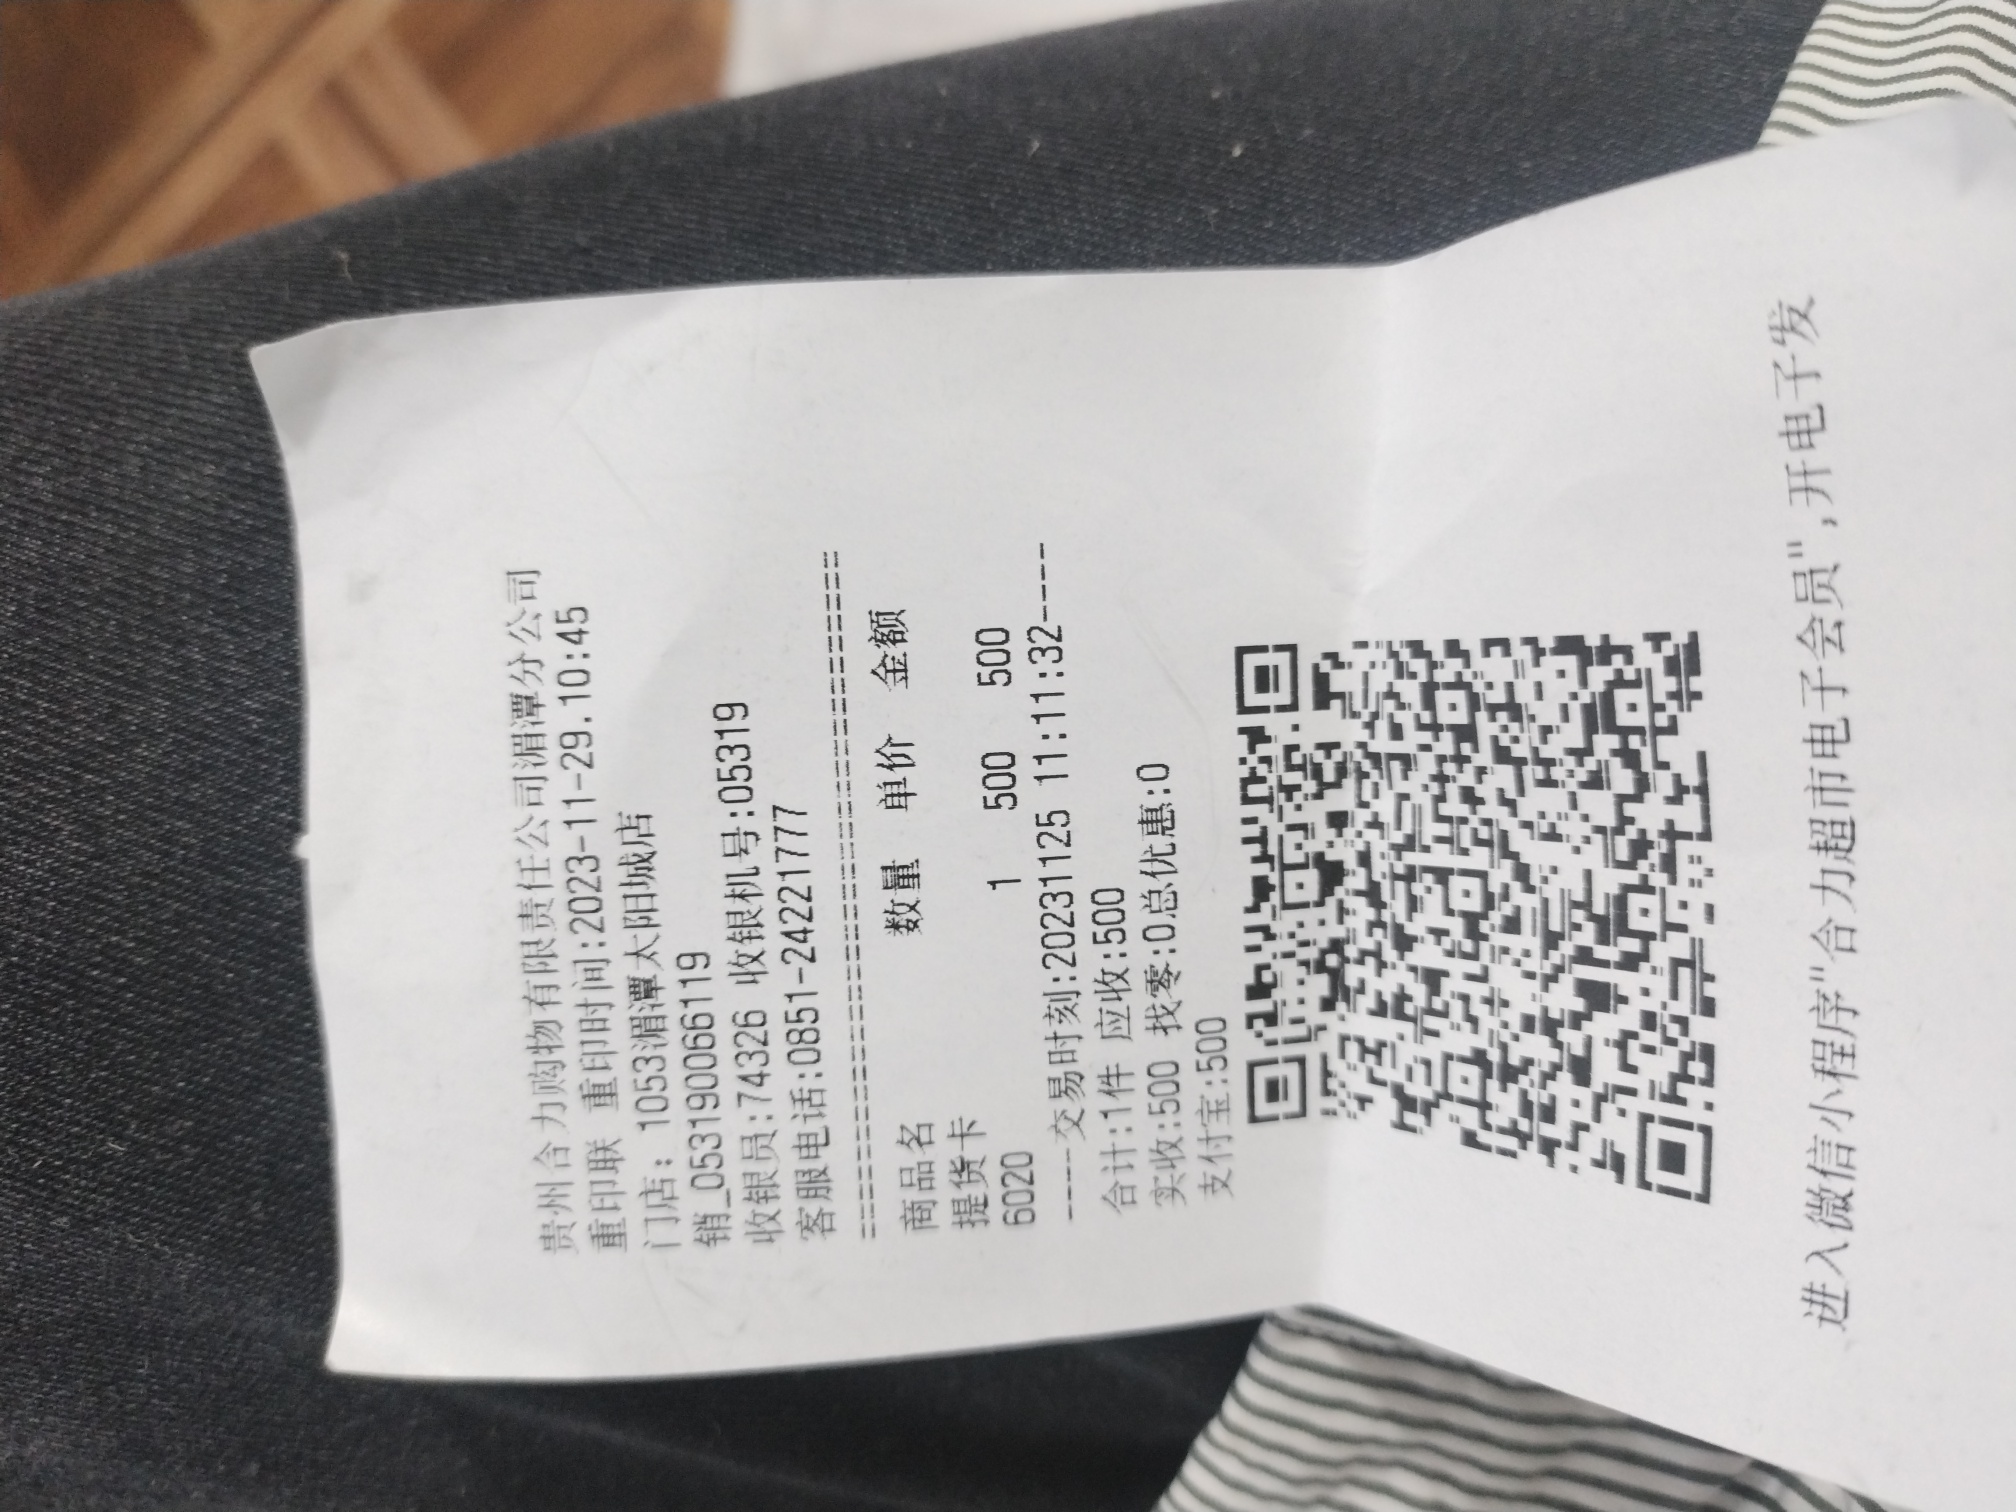 贵州合力购物有限责任公司湄潭分公司
重印联 重印时间:2023-11-29.10:45
门店: 1053湄潭太阳城店
销_053190066119
收银员:74326 收银机号:05319
客服电话:0851-24221777
==========================================
商品名 数量 单价 金额
提货卡
6020 1 500 500
----交易时刻:20231125 11:11:32----
合计:1件 应收:500
实收:500 找零:0总优惠:0
支付宝:500
进入微信小程序"合力超市电子会员",开电子发